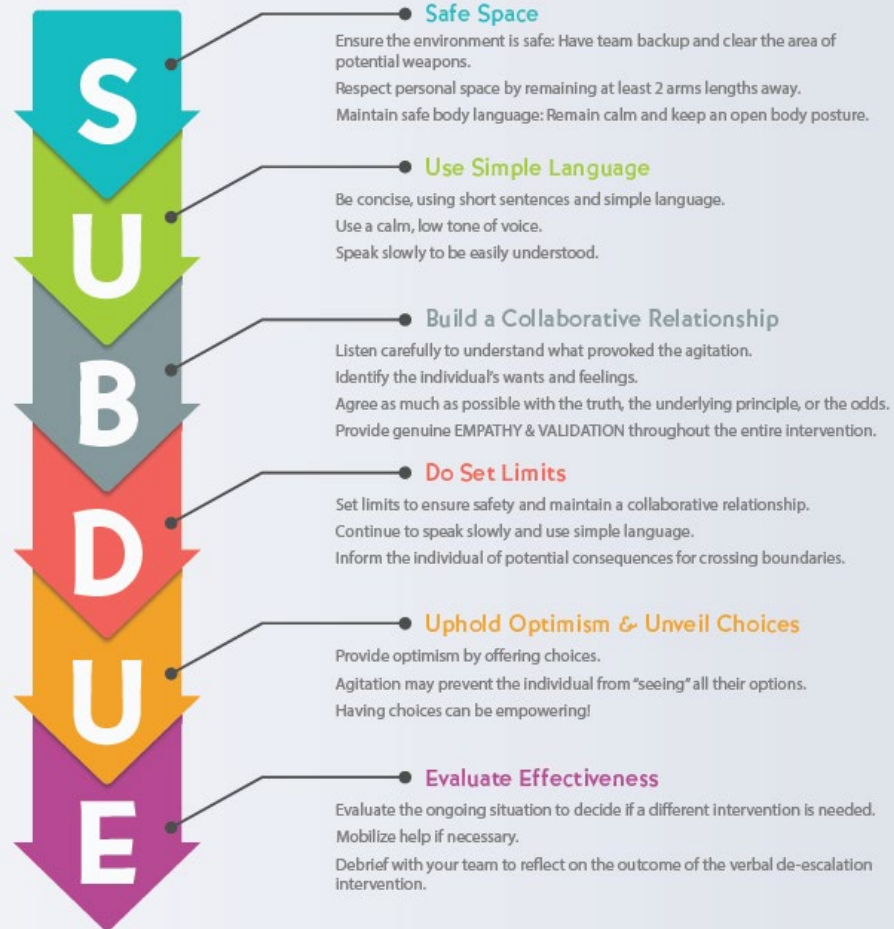 S
Safe Space
Ensure the environment is safe: Have team backup and clear the area of
potential weapons.
Respect personal space by remaining at least 2 arms lengths away.
Maintain safe body language: Remain calm and keep an open body posture.
U
Use Simple Language
Be concise, using short sentences and simple language.
Use a calm, low tone of voice.
Speak slowly to be easily understood.
B
Build a Collaborative Relationship
Listen carefully to understand what provoked the agitation.
Identify the individual's wants and feelings.
Agree as much as possible with the truth, the underlying principle, or the odds.
Provide genuine EMPATHY & VALIDATION throughout the entire intervention.
D
Do Set Limits
Set limits to ensure safety and maintain a collaborative relationship.
Continue to speak slowly and use simple language.
Inform the individual of potential consequences for crossing boundaries.
U
Uphold Optimism & Unveil Choices
Provide optimism by offering choices.
Agitation may prevent the individual from "seeing" all their options.
Having choices can be empowering!
E
Evaluate Effectiveness
Evaluate the ongoing situation to decide if a different intervention is needed.
Mobilize help if necessary.
Debrief with your team to reflect on the outcome of the verbal de-escalation
intervention.